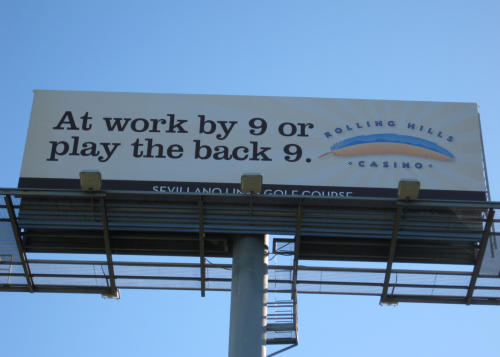 At work by 9 or
play the back 9.
ROLLING HILLS
• CASINO •
SEVILLANO LINKS GOLF COURSE